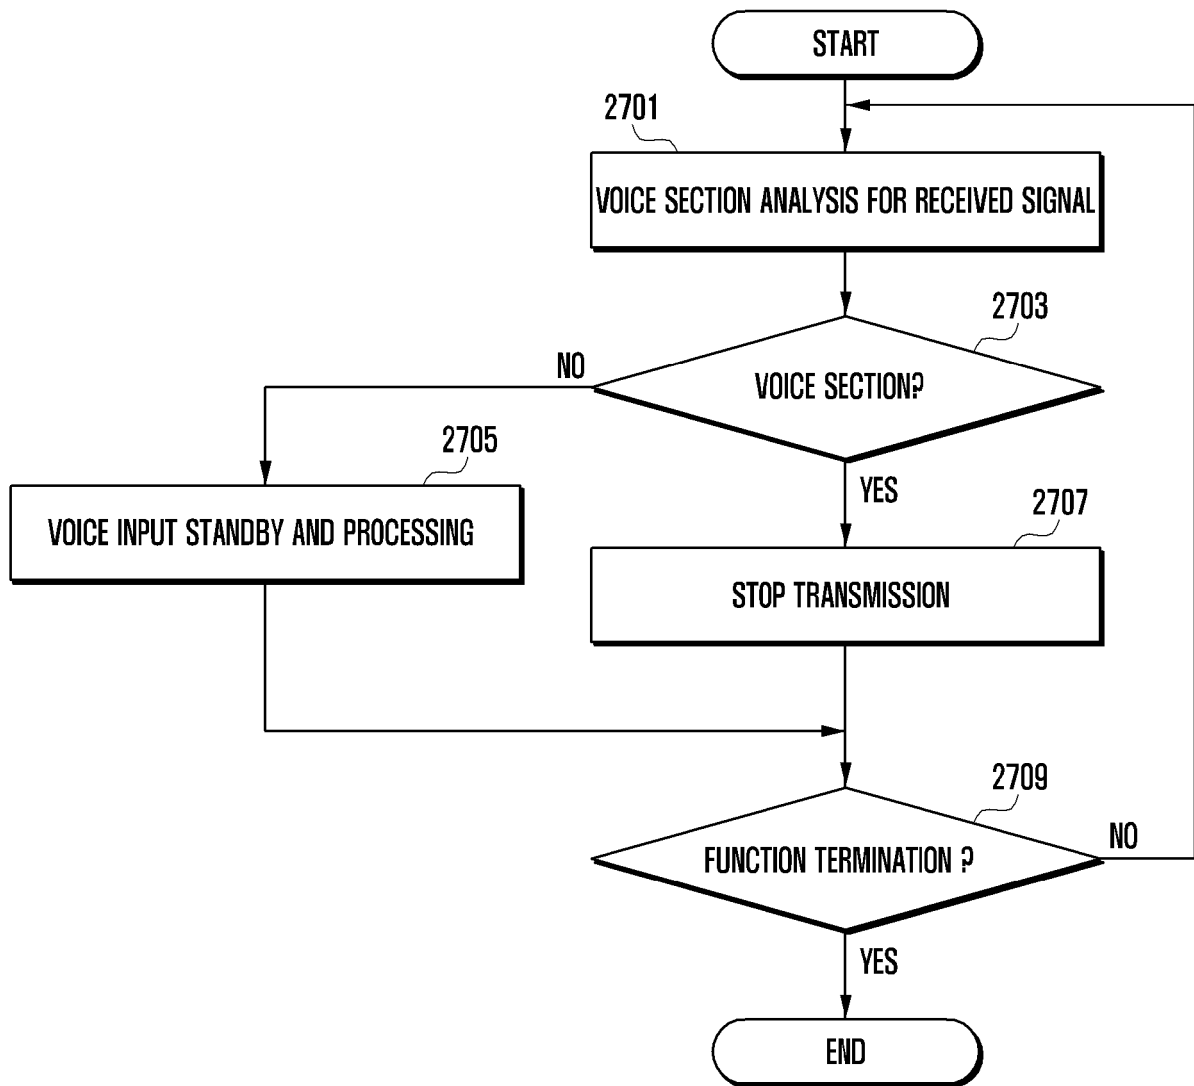 START
2701
VOICE SECTION ANALYSIS FOR RECEIVED SIGNAL
2703
NO
VOICE SECTION?
2705
YES
VOICE INPUT STANDBY AND PROCESSING
2707
STOP TRANSMISSION
2709
NO
FUNCTION TERMINATION ?
YES
END